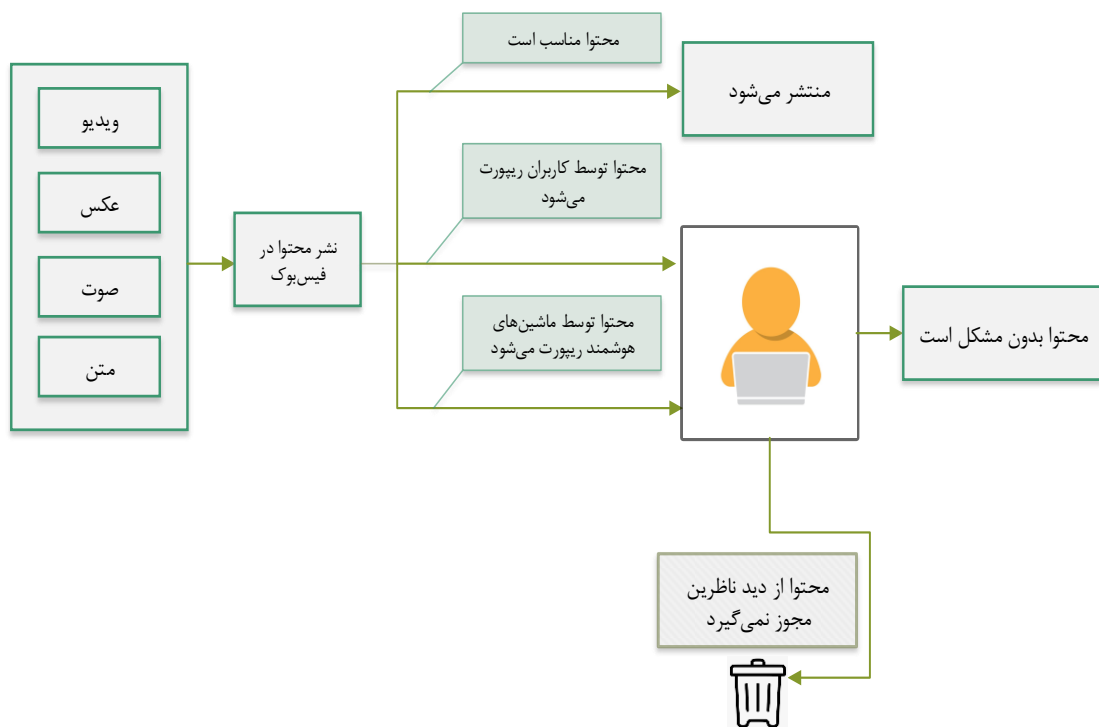 ویدیو
عکس
صوت
متن
نشر محتوا در
فیس‌بوک
محتوا مناسب است
منتشر می‌شود
محتوا توسط کاربران ریپورت
می‌شود
محتوا توسط ماشین‌های
هوشمند ریپورت می‌شود
محتوا بدون مشکل است
محتوا از دید ناظرین
مجوز نمی‌گیرد